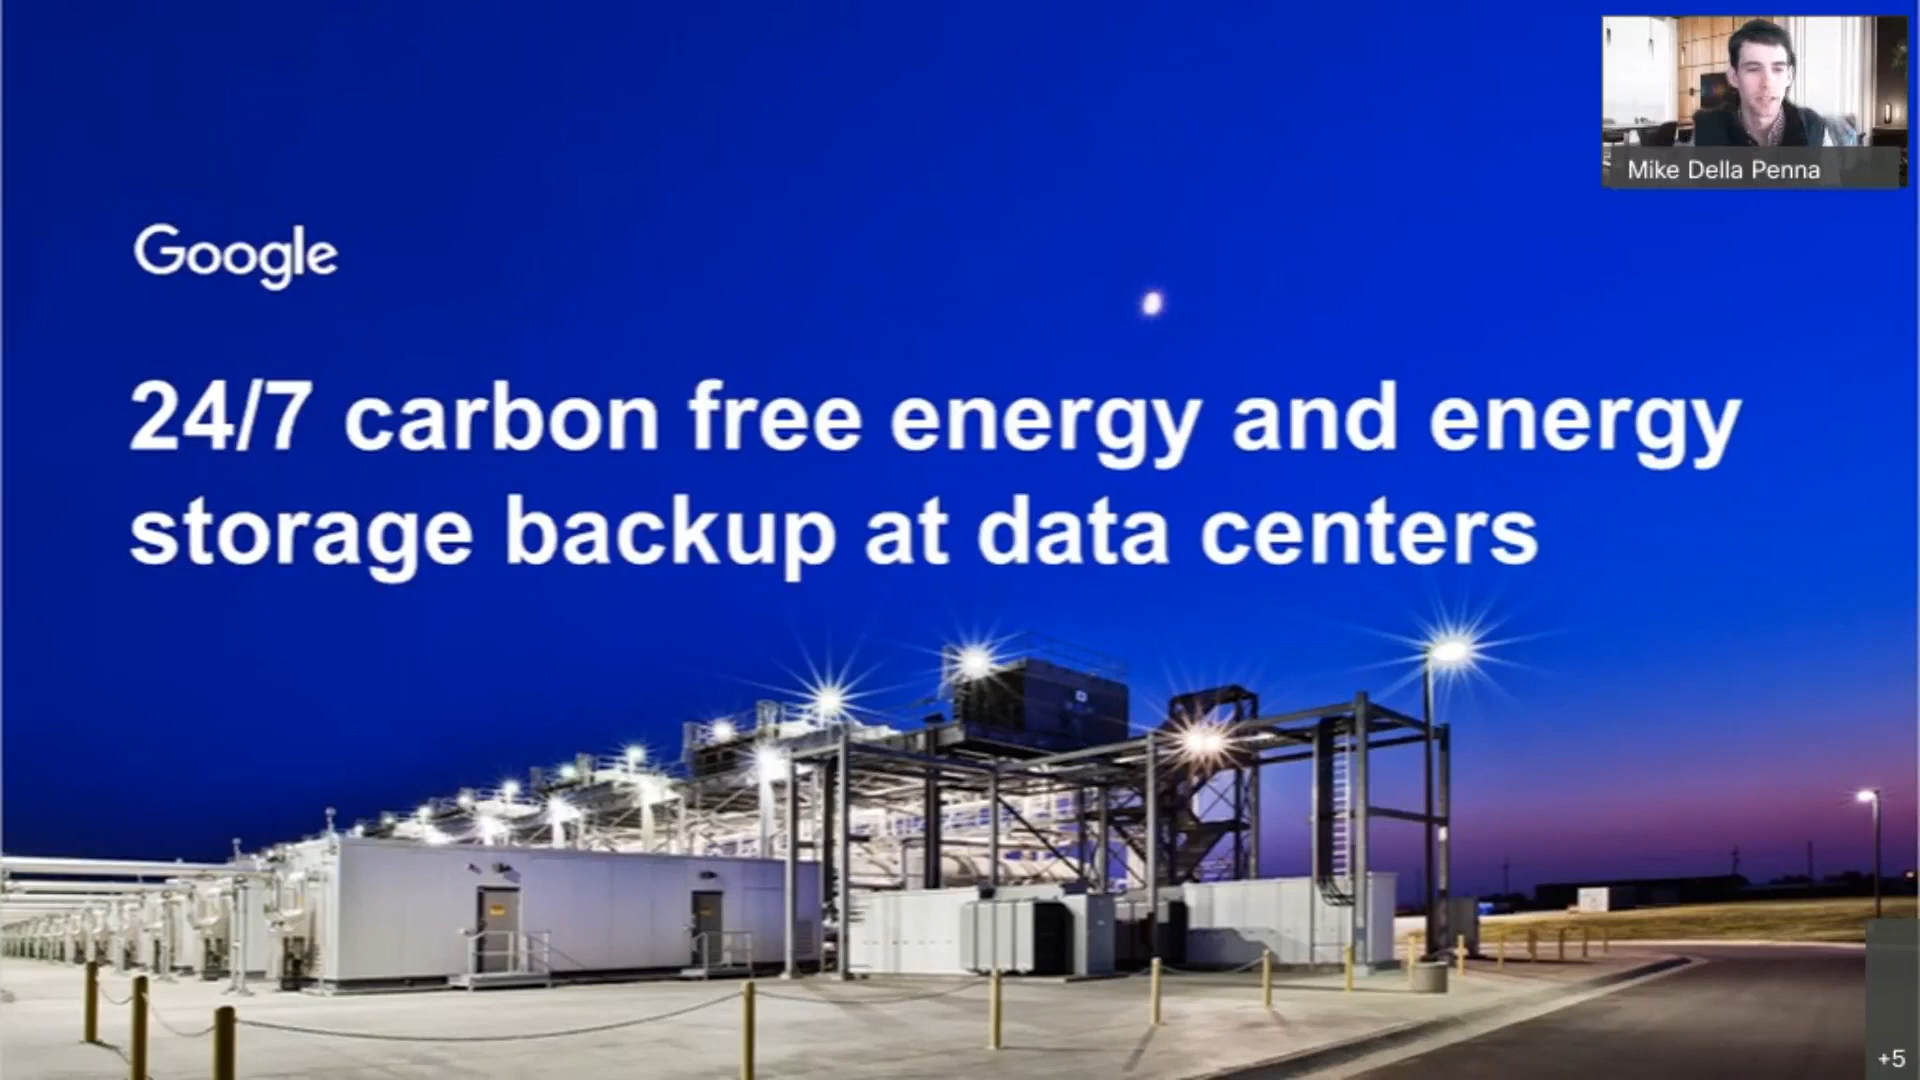 Mike Della Penna
Google
24/7 carbon free energy and energy
storage backup at data centers
+5